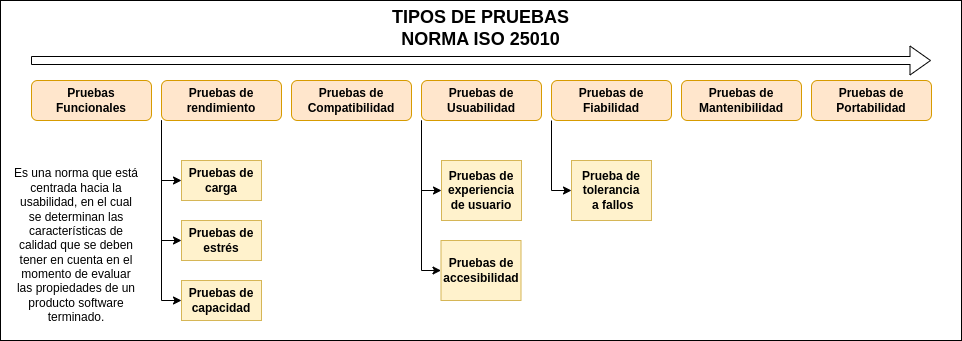 TIPOS DE PRUEBAS
NORMA ISO 25010
Pruebas
Funcionales
Pruebas de
rendimiento
Pruebas de
Compatibilidad
Pruebas de
Usuabilidad
Pruebas de
Fiabilidad
Pruebas de
Mantenibilidad
Pruebas de
Portabilidad
Es una norma que está
centrada hacia la
usabilidad, en el cual
se determinan las
características de
calidad que se deben
tener en cuenta en el
momento de evaluar
las propiedades de un
producto software
terminado.
Pruebas de
carga
Pruebas de
estrés
Pruebas de
capacidad
Pruebas de
experiencia
de usuario
Pruebas de
accesibilidad
Prueba de
tolerancia
a fallos